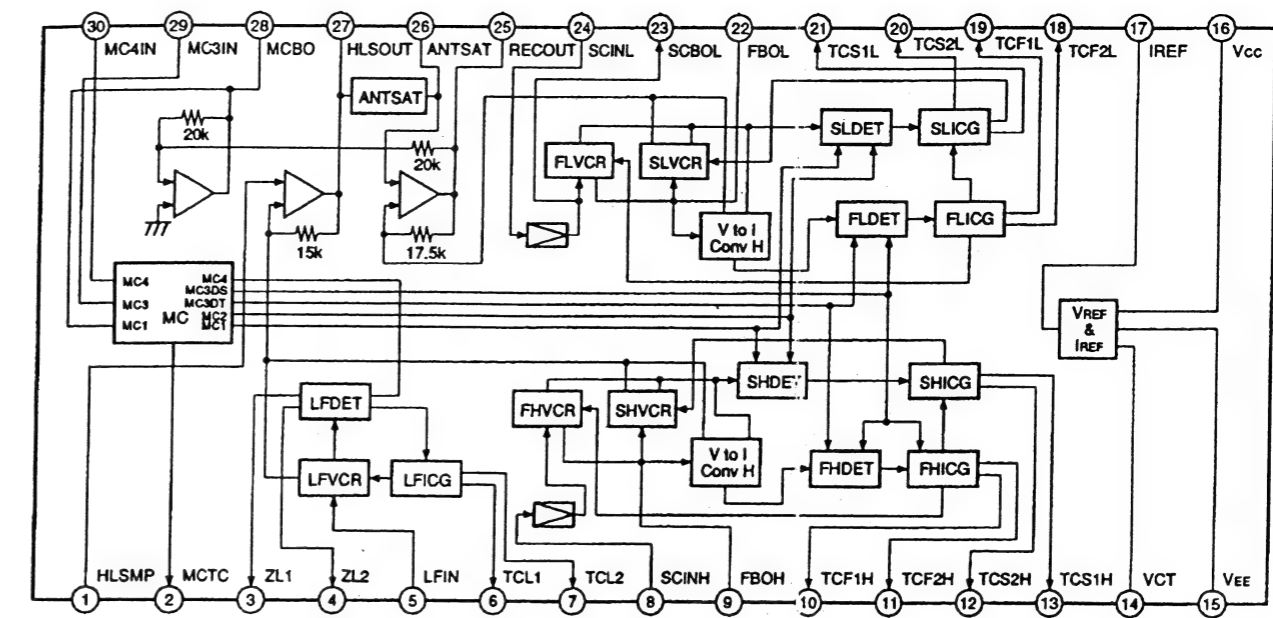 30 29 28 27 26 25 24 23 22 21 20 19 18 17 16
MC4IN MC3IN MCBO HLSOUT ANTSAT RECOUT SCINL SCBOL FBOL TCS1L TCS2L TCF1L TCF2L IREF Vcc
ANTSAT
20k
20k
15k
17.5k
FLVCR
SLVCR
SLDET
SLICG
V to I
Conv H
FLDET
FLICG
MC4
MC3
MC1
MC
MC4
MC3DS
MC3DT
MC2
MC1
VREF
&
IREF
LFDET
LFVCR
LFICG
FHVCR
SHVCR
SHDET
SHICG
V to I
Conv H
FHDET
FHICG
HLSMP MCTC ZL1 ZL2 LFIN TCL1 TCL2 SCINH FBOH TCF1H TCF2H TCS2H TCS1H VCT VEE
1 2 3 4 5 6 7 8 9 10 11 12 13 14 15